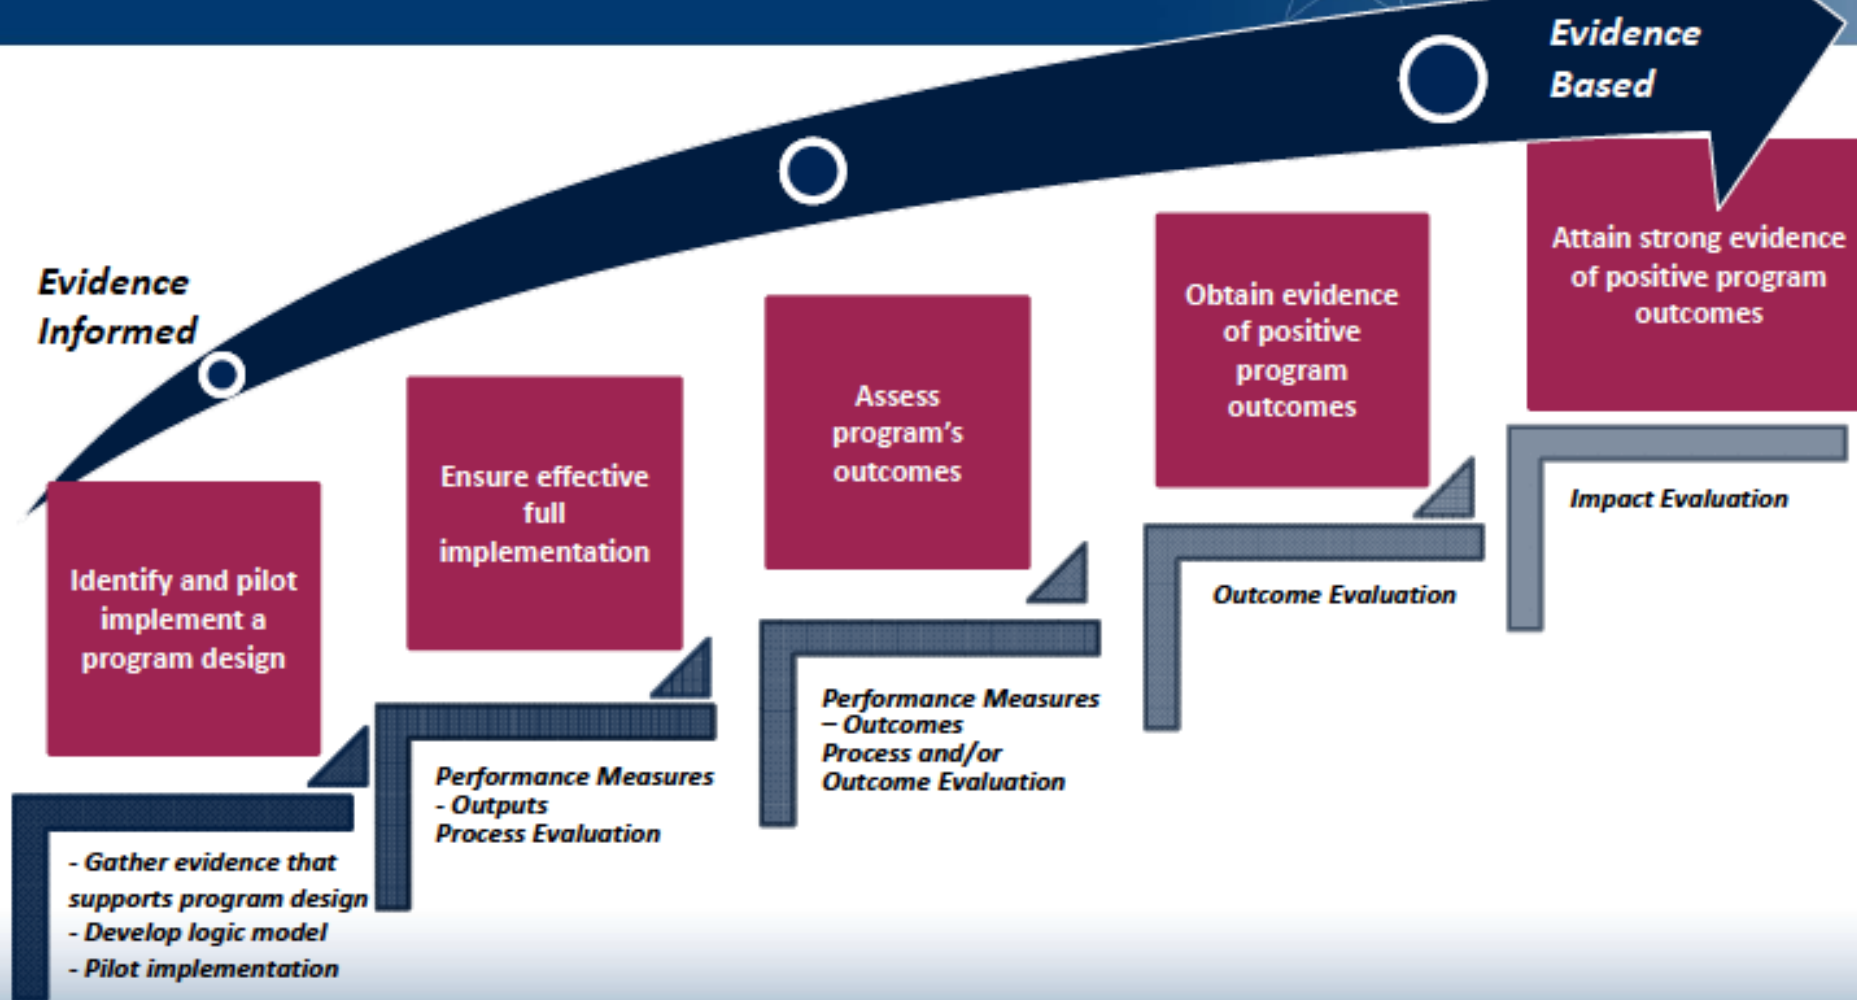 Evidence
Based
Evidence
Informed
Identify and pilot
implement a
program design
- Gather evidence that
supports program design
- Develop logic model
- Pilot implementation
Ensure effective
full
implementation
Performance Measures
- Outputs
Process Evaluation
Assess
program's
outcomes
Performance Measures
– Outcomes
Process and/or
Outcome Evaluation
Obtain evidence
of positive
program
outcomes
Outcome Evaluation
Attain strong evidence
of positive program
outcomes
Impact Evaluation